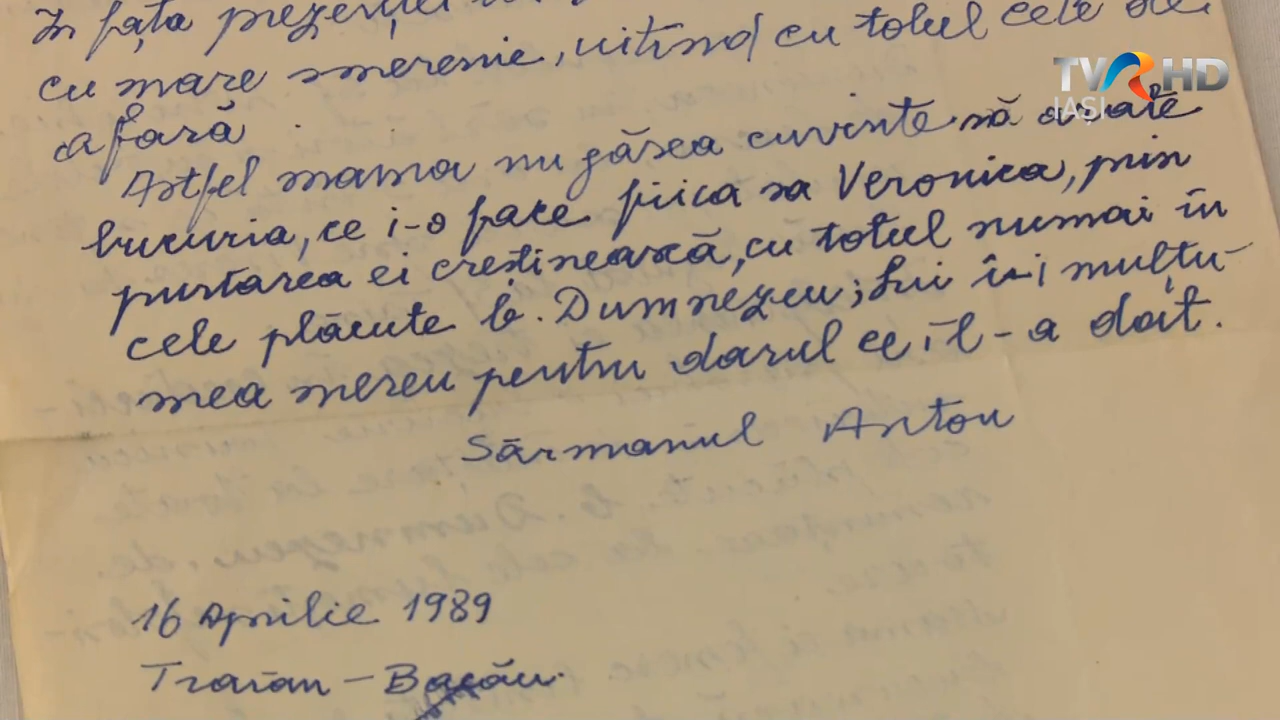 În fața prezenței
cu mare smerenie, uitînd cu totul cele de
afară
Astfel mama nu găsea cuvinte să arate
bucuria, ce i-o face fiica sa Veronica, prin
purtarea ei creștinească, cu totul numai în
cele plăcute b. Dumnezeu; Lui îi mulțu-
mea mereu pentru darul ce i l-a dat.
Sărmanul Anton
16 Aprilie 1989
Traian - Bacău.
TVR HD
IAȘI